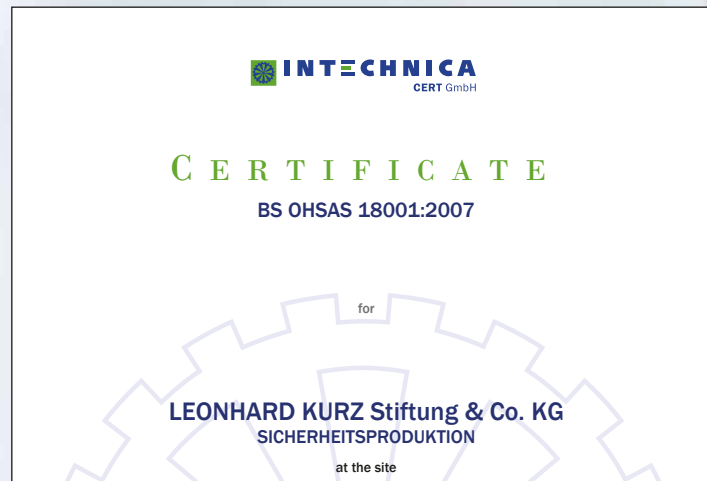 INTECHNICA
CERT GmbH
CERTIFICATE
BS OHSAS 18001:2007
for
LEONHARD KURZ Stiftung & Co. KG
SICHERHEITSPRODUKTION
at the site